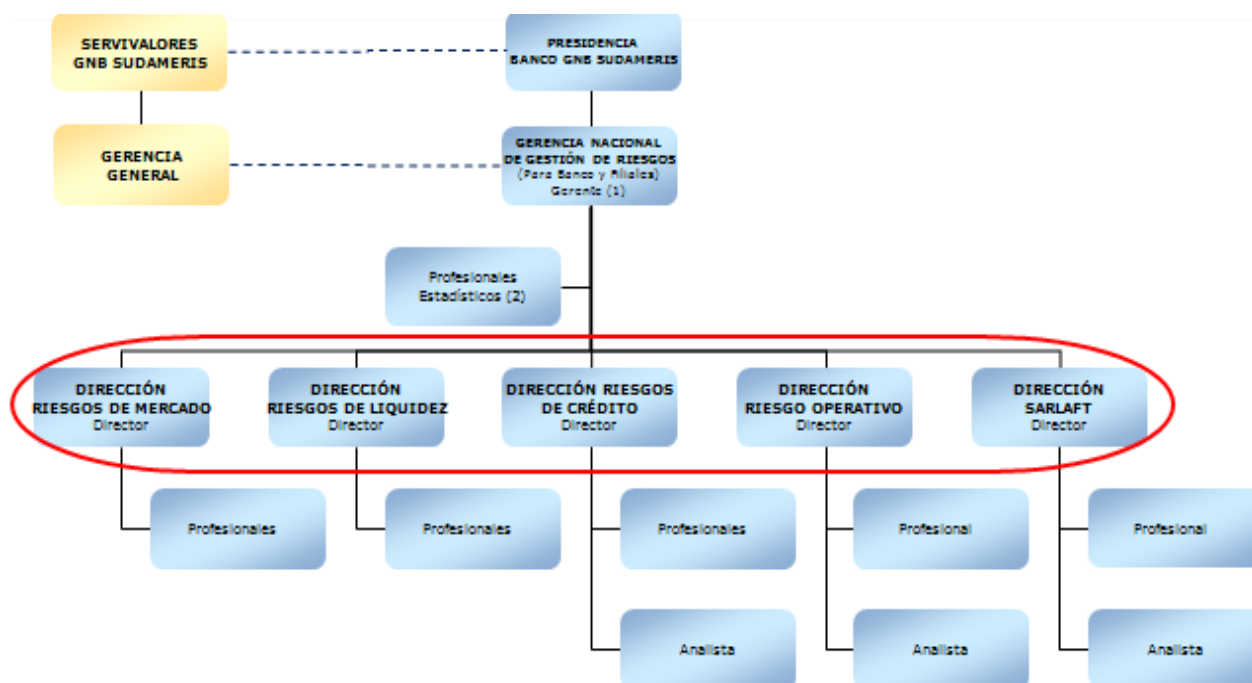 SERVIVALORES
GNB SUDAMERIS
PRESIDENCIA
BANCO GNB SUDAMERIS
GERENCIA
GENERAL
GERENCIA NACIONAL
DE GESTIÓN DE RIESGOS
(Para Banco y Filiales)
Gerente (1)
Profesionales
Estadísticos (2)
DIRECCIÓN
RIESGOS DE MERCADO
Director
DIRECCIÓN
RIESGOS DE LIQUIDEZ
Director
DIRECCIÓN RIESGOS
DE CRÉDITO
Director
DIRECCIÓN
RIESGO OPERATIVO
Director
DIRECCIÓN
SARLAFT
Director
Profesionales
Profesionales
Profesionales
Profesional
Profesional
Analista
Analista
Analista